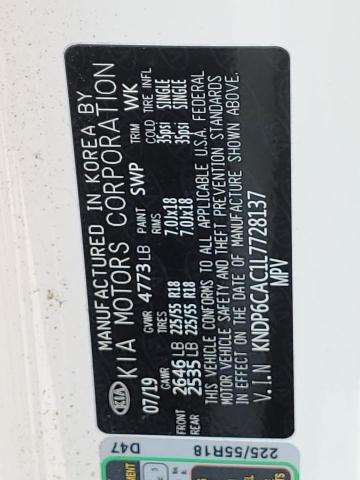 MANUFACTURED IN KOREA BY
KIA KIA MOTORS CORPORATION
07/19 GVWR 4773LB PAINT SWP TRIM WK
GAWR TIRES RIMS COLD TIRE INFL
FRONT 2646LB 225/55 R18 7.0JX18 35psi SINGLE
REAR 2535LB 225/55 R18 7.0JX18 35psi SINGLE
THIS VEHICLE CONFORMS TO ALL APPLICABLE U.S.A. FEDERAL
MOTOR VEHICLE SAFETY AND THEFT PREVENTION STANDARDS
IN EFFECT ON THE DATE OF MANUFACTURE SHOWN ABOVE.
V.I.N KNDP6CAC1L7728137
MPV
D47 225/55R18